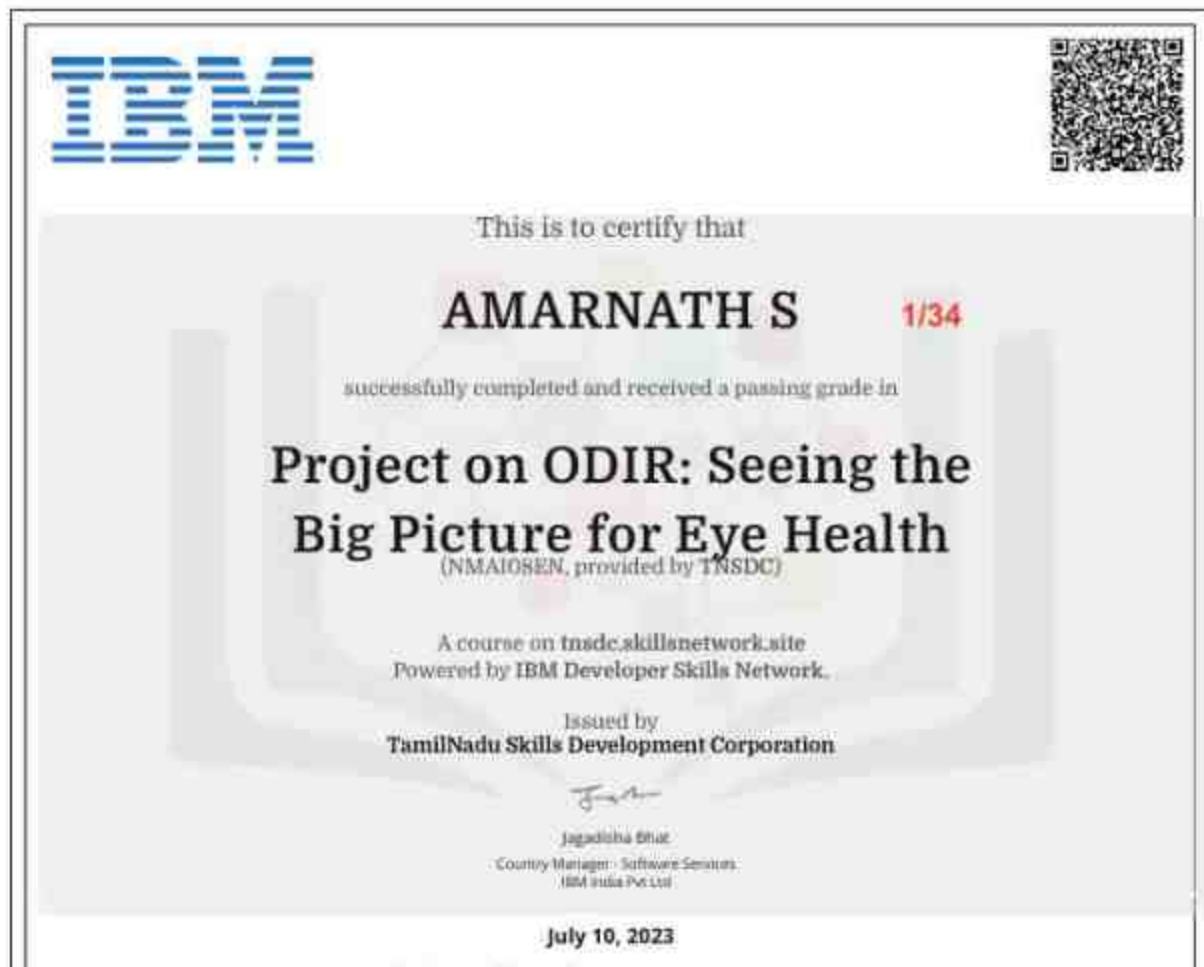 IBM
This is to certify that
AMARNATH S 1/34
successfully completed and received a passing grade in
Project on ODIR: Seeing the
Big Picture for Eye Health
(NMAI08EN, provided by TNSDC)
A course on tnsdc.skillsnetwork.site
Powered by IBM Developer Skills Network.
Issued by
TamilNadu Skills Development Corporation
Jagadisha Bhat
Country Manager - Software Services
IBM India Pvt Ltd
July 10, 2023